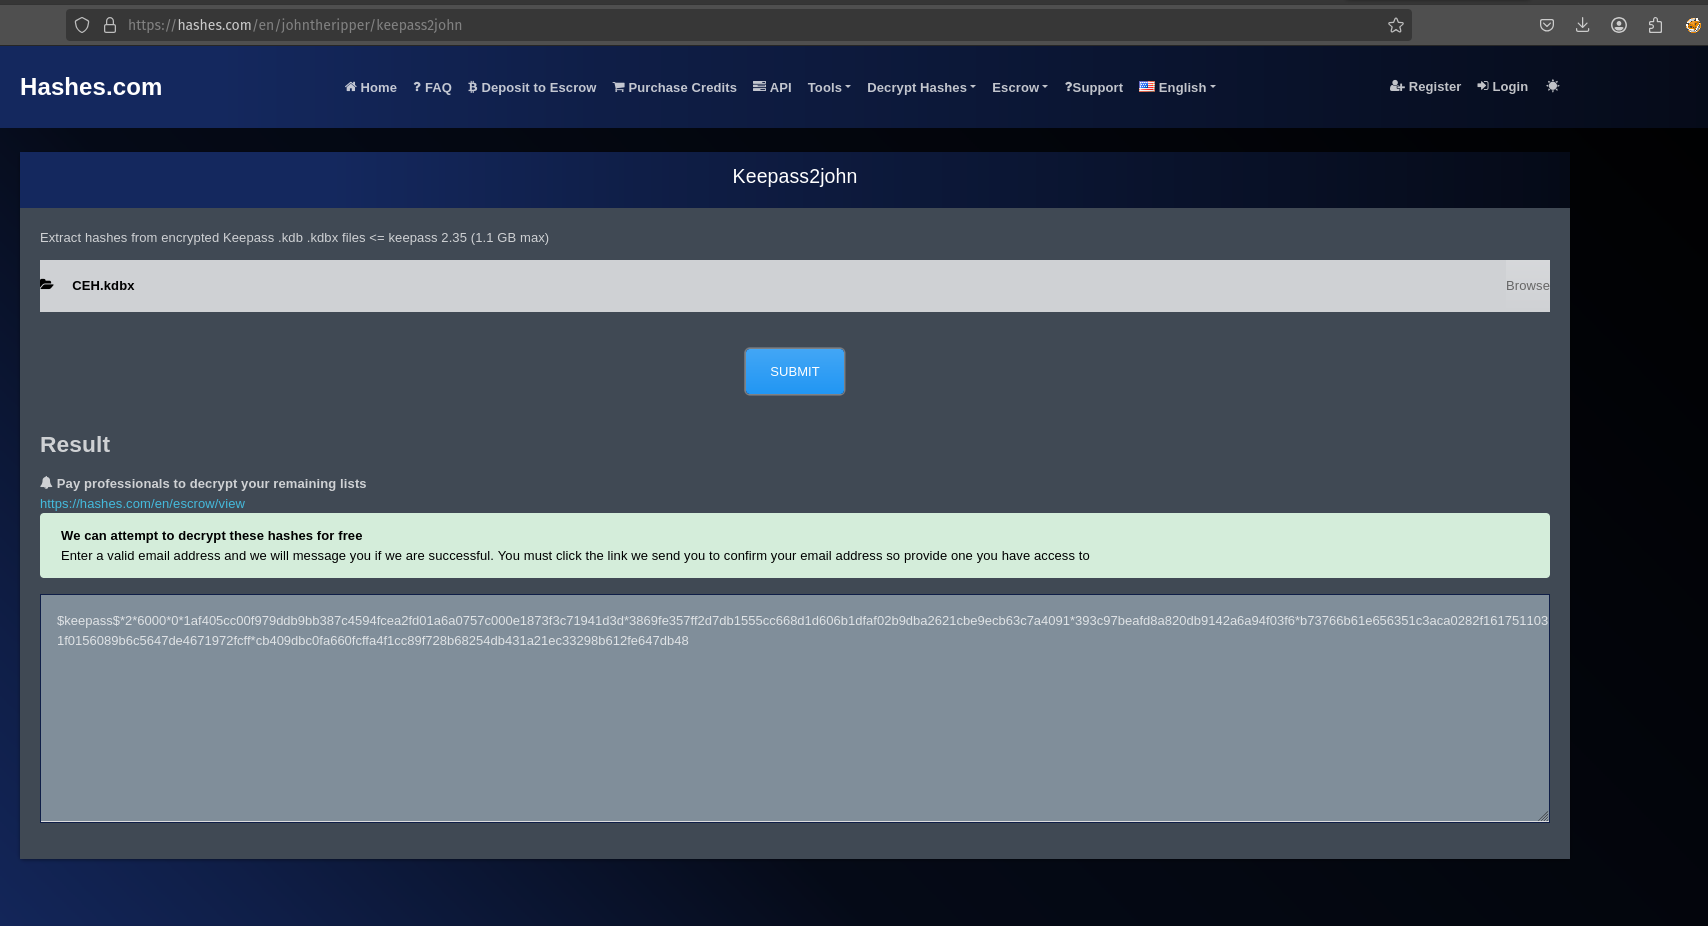 https://hashes.com/en/johntheripper/keepass2john
Hashes.com
Home
? FAQ
Deposit to Escrow
Purchase Credits
API
Tools
Decrypt Hashes
Escrow
?Support
English
Register
Login
Keepass2john
Extract hashes from encrypted Keepass .kdb .kdbx files <= keepass 2.35 (1.1 GB max)
CEH.kdbx
Browse
SUBMIT
Result
Pay professionals to decrypt your remaining lists
https://hashes.com/en/escrow/view
We can attempt to decrypt these hashes for free
Enter a valid email address and we will message you if we are successful. You must click the link we send you to confirm your email address so provide one you have access to
$keepass$*2*6000*0*1af405cc00f979ddb9bb387c4594fcea2fd01a6a0757c000e1873f3c71941d3d*3869fe357ff2d7db1555cc668d1d606b1dfaf02b9dba2621cbe9ecb63c7a4091*393c97beafd8a820db9142a6a94f03f6*b73766b61e656351c3aca0282f161751103
1f0156089b6c5647de4671972fcff*cb409dbc0fa660fcffa4f1cc89f728b68254db431a21ec33298b612fe647db48